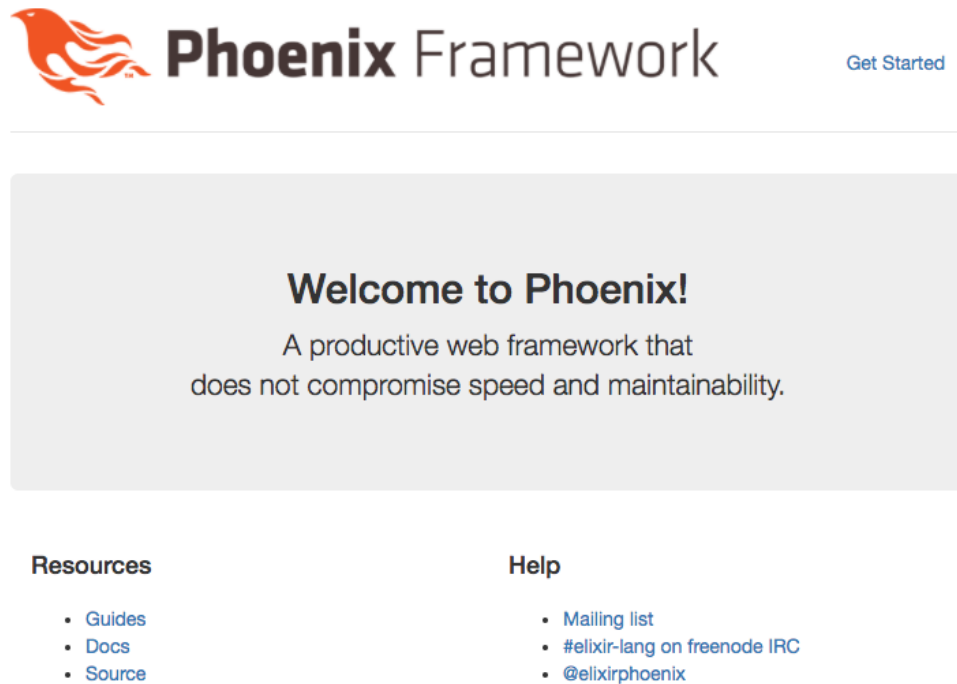 Phoenix Framework
Get Started
Welcome to Phoenix!
A productive web framework that
does not compromise speed and maintainability.
Resources
Guides
Docs
Source
Help
Mailing list
#elixir-lang on freenode IRC
@elixirphoenix